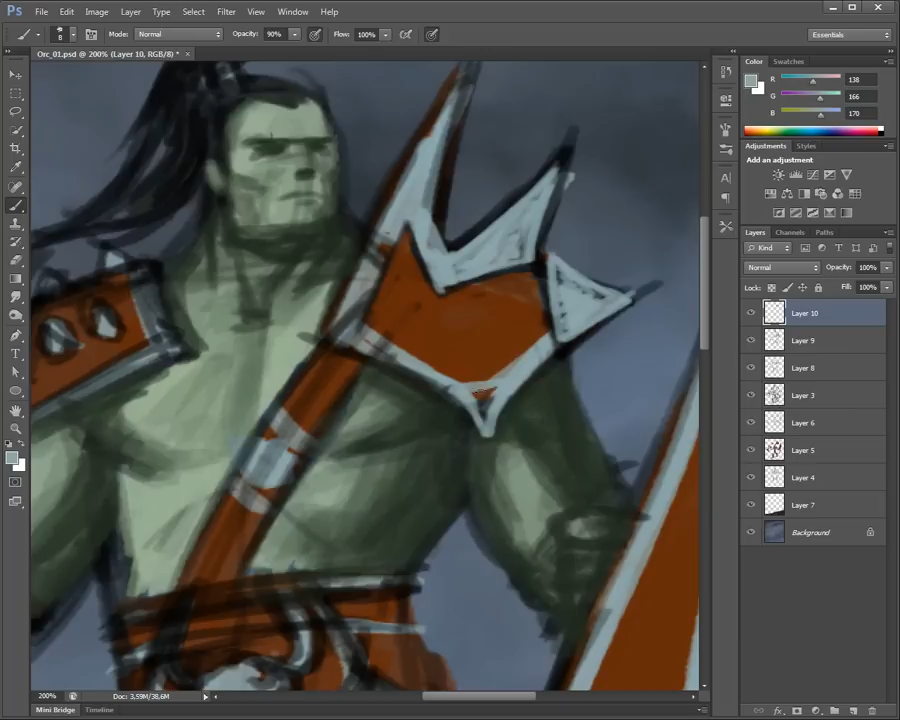 Ps File Edit Image Layer Type Select Filter View Window Help
8 Mode: Normal Opacity: 90% Flow: 100% Essentials
Orc_01.psd @ 200% (Layer 10, RGB/8) * ×
Color Swatches
R 138
G 166
B 170
Adjustments Styles
Add an adjustment
Layers Channels Paths
Kind T
Normal Opacity: 100%
Lock: Fill: 100%
Layer 10
Layer 9
Layer 8
Layer 3
Layer 6
Layer 5
Layer 4
Layer 7
Background
200% Doc: 3,59M/38,6M
Mini Bridge Timeline
fx